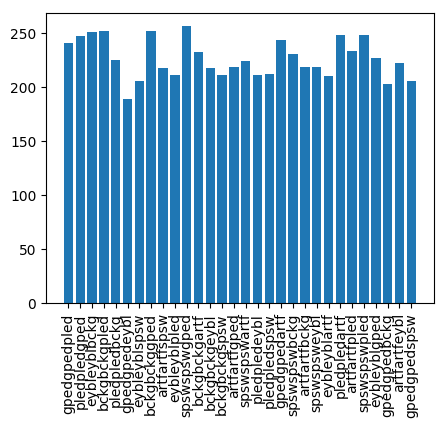 250
200
150
100
50
0
gpedgpedpled
pledpledgped
eybleyblbckg
bckgbckgpled
pledpledbckg
gpedgpedeybl
eybleyblspsw
bckgbckggped
artfartfspsw
eybleyblpled
spswspswgped
bckgbckgartf
bckgbckgeybl
bckgbckgspsw
artfartfgped
spswspswartf
pledpledeybl
pledpledspsw
gpedgpedartf
spswspswbckg
artfartfbckg
spswspsweybl
eybleyblartf
pledpledartf
artfartfpled
spswspswpled
eybleyblgped
gpedgpedbckg
artfartfeybl
gpedgpedspsw